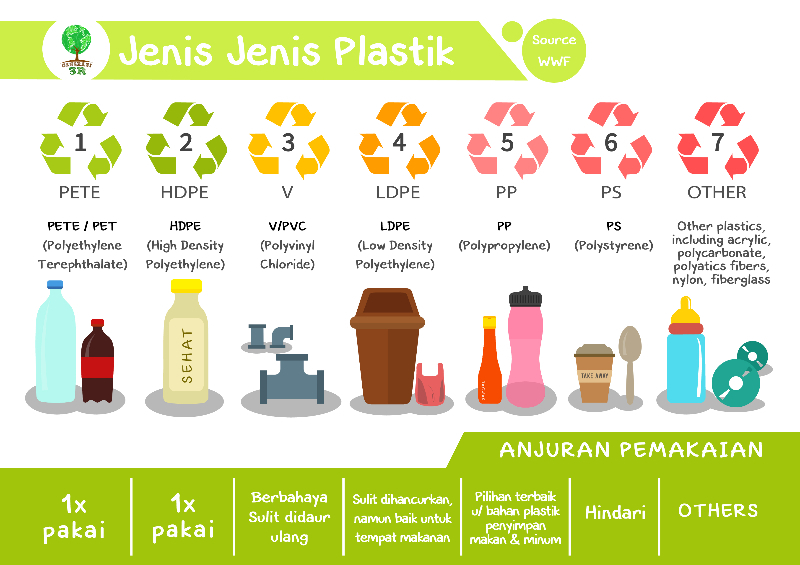 Jenis Jenis Plastik
Source
WWF
3R
1
2
3
4
5
6
7
PETE
HDPE
V
LDPE
PP
PS
OTHER
PETE / PET
(Polyethylene
Terephthalate)
HDPE
(High Density
Polyethylene)
V/PVC
(Polyvinyl
Chloride)
LDPE
(Low Density
Polyethylene)
PP
(Polypropylene)
PS
(Polystyrene)
Other plastics,
including acrylic,
polycarbonate,
polyatics fibers,
nylon, fiberglass
SEHAT
TAKE AWAY
ANJURAN PEMAKAIAN
1x
pakai
1x
pakai
Berbahaya
Sulit didaur
ulang
Sulit dihancurkan,
namun baik untuk
tempat makanan
Pilihan terbaik
u/ bahan plastik
penyimpan
makan & minum
Hindari
OTHERS